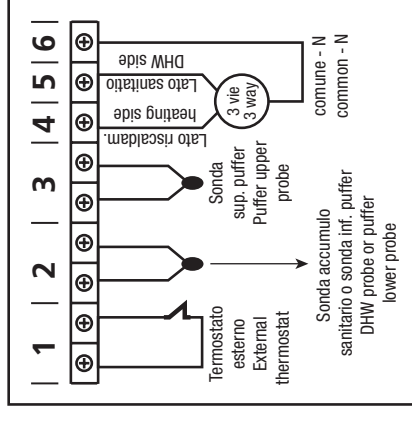 1 | 2 | 3 | 4 | 5 | 6
Termostato
esterno
External
thermostat
Sonda accumulo
sanitario o sonda inf. puffer
DHW probe or puffer
lower probe
Sonda
sup. puffer
Puffer upper
probe
Lato riscaldam.
heating side
Lato sanitatio
DHW side
3 vie
3 way
comune - N
common - N